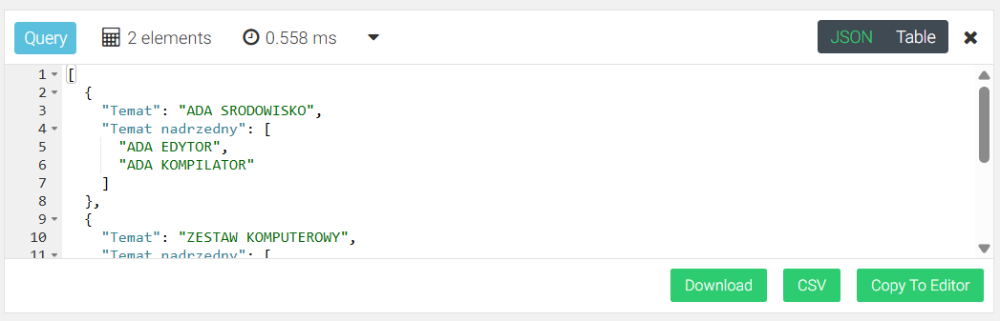 Query 2 elements 0.558 ms JSON Table
1 [
2 {
3 "Temat": "ADA SRODOWISKO",
4 "Temat nadrzedny": [
5 "ADA EDYTOR",
6 "ADA KOMPILATOR"
7 ]
8 },
9 {
10 "Temat": "ZESTAW KOMPUTEROWY",
11 "Temat nadrzedny": [
Download CSV Copy To Editor